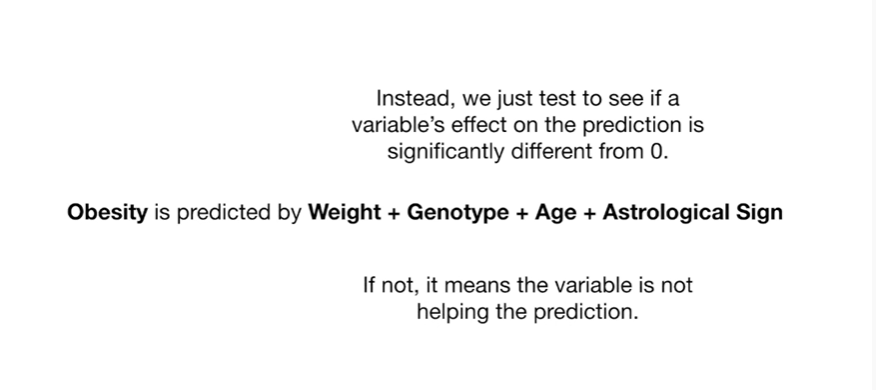 Instead, we just test to see if a
variable's effect on the prediction is
significantly different from 0.
Obesity is predicted by Weight + Genotype + Age + Astrological Sign
If not, it means the variable is not
helping the prediction.